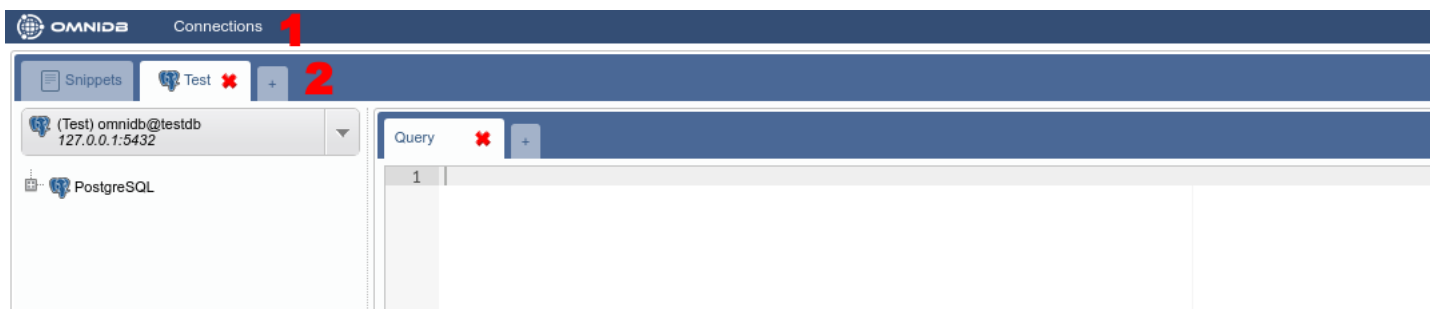 OMNIDB Connections 1
Snippets Test + 2
(Test) omnidb@testdb
127.0.0.1:5432
Query +
PostgreSQL
1